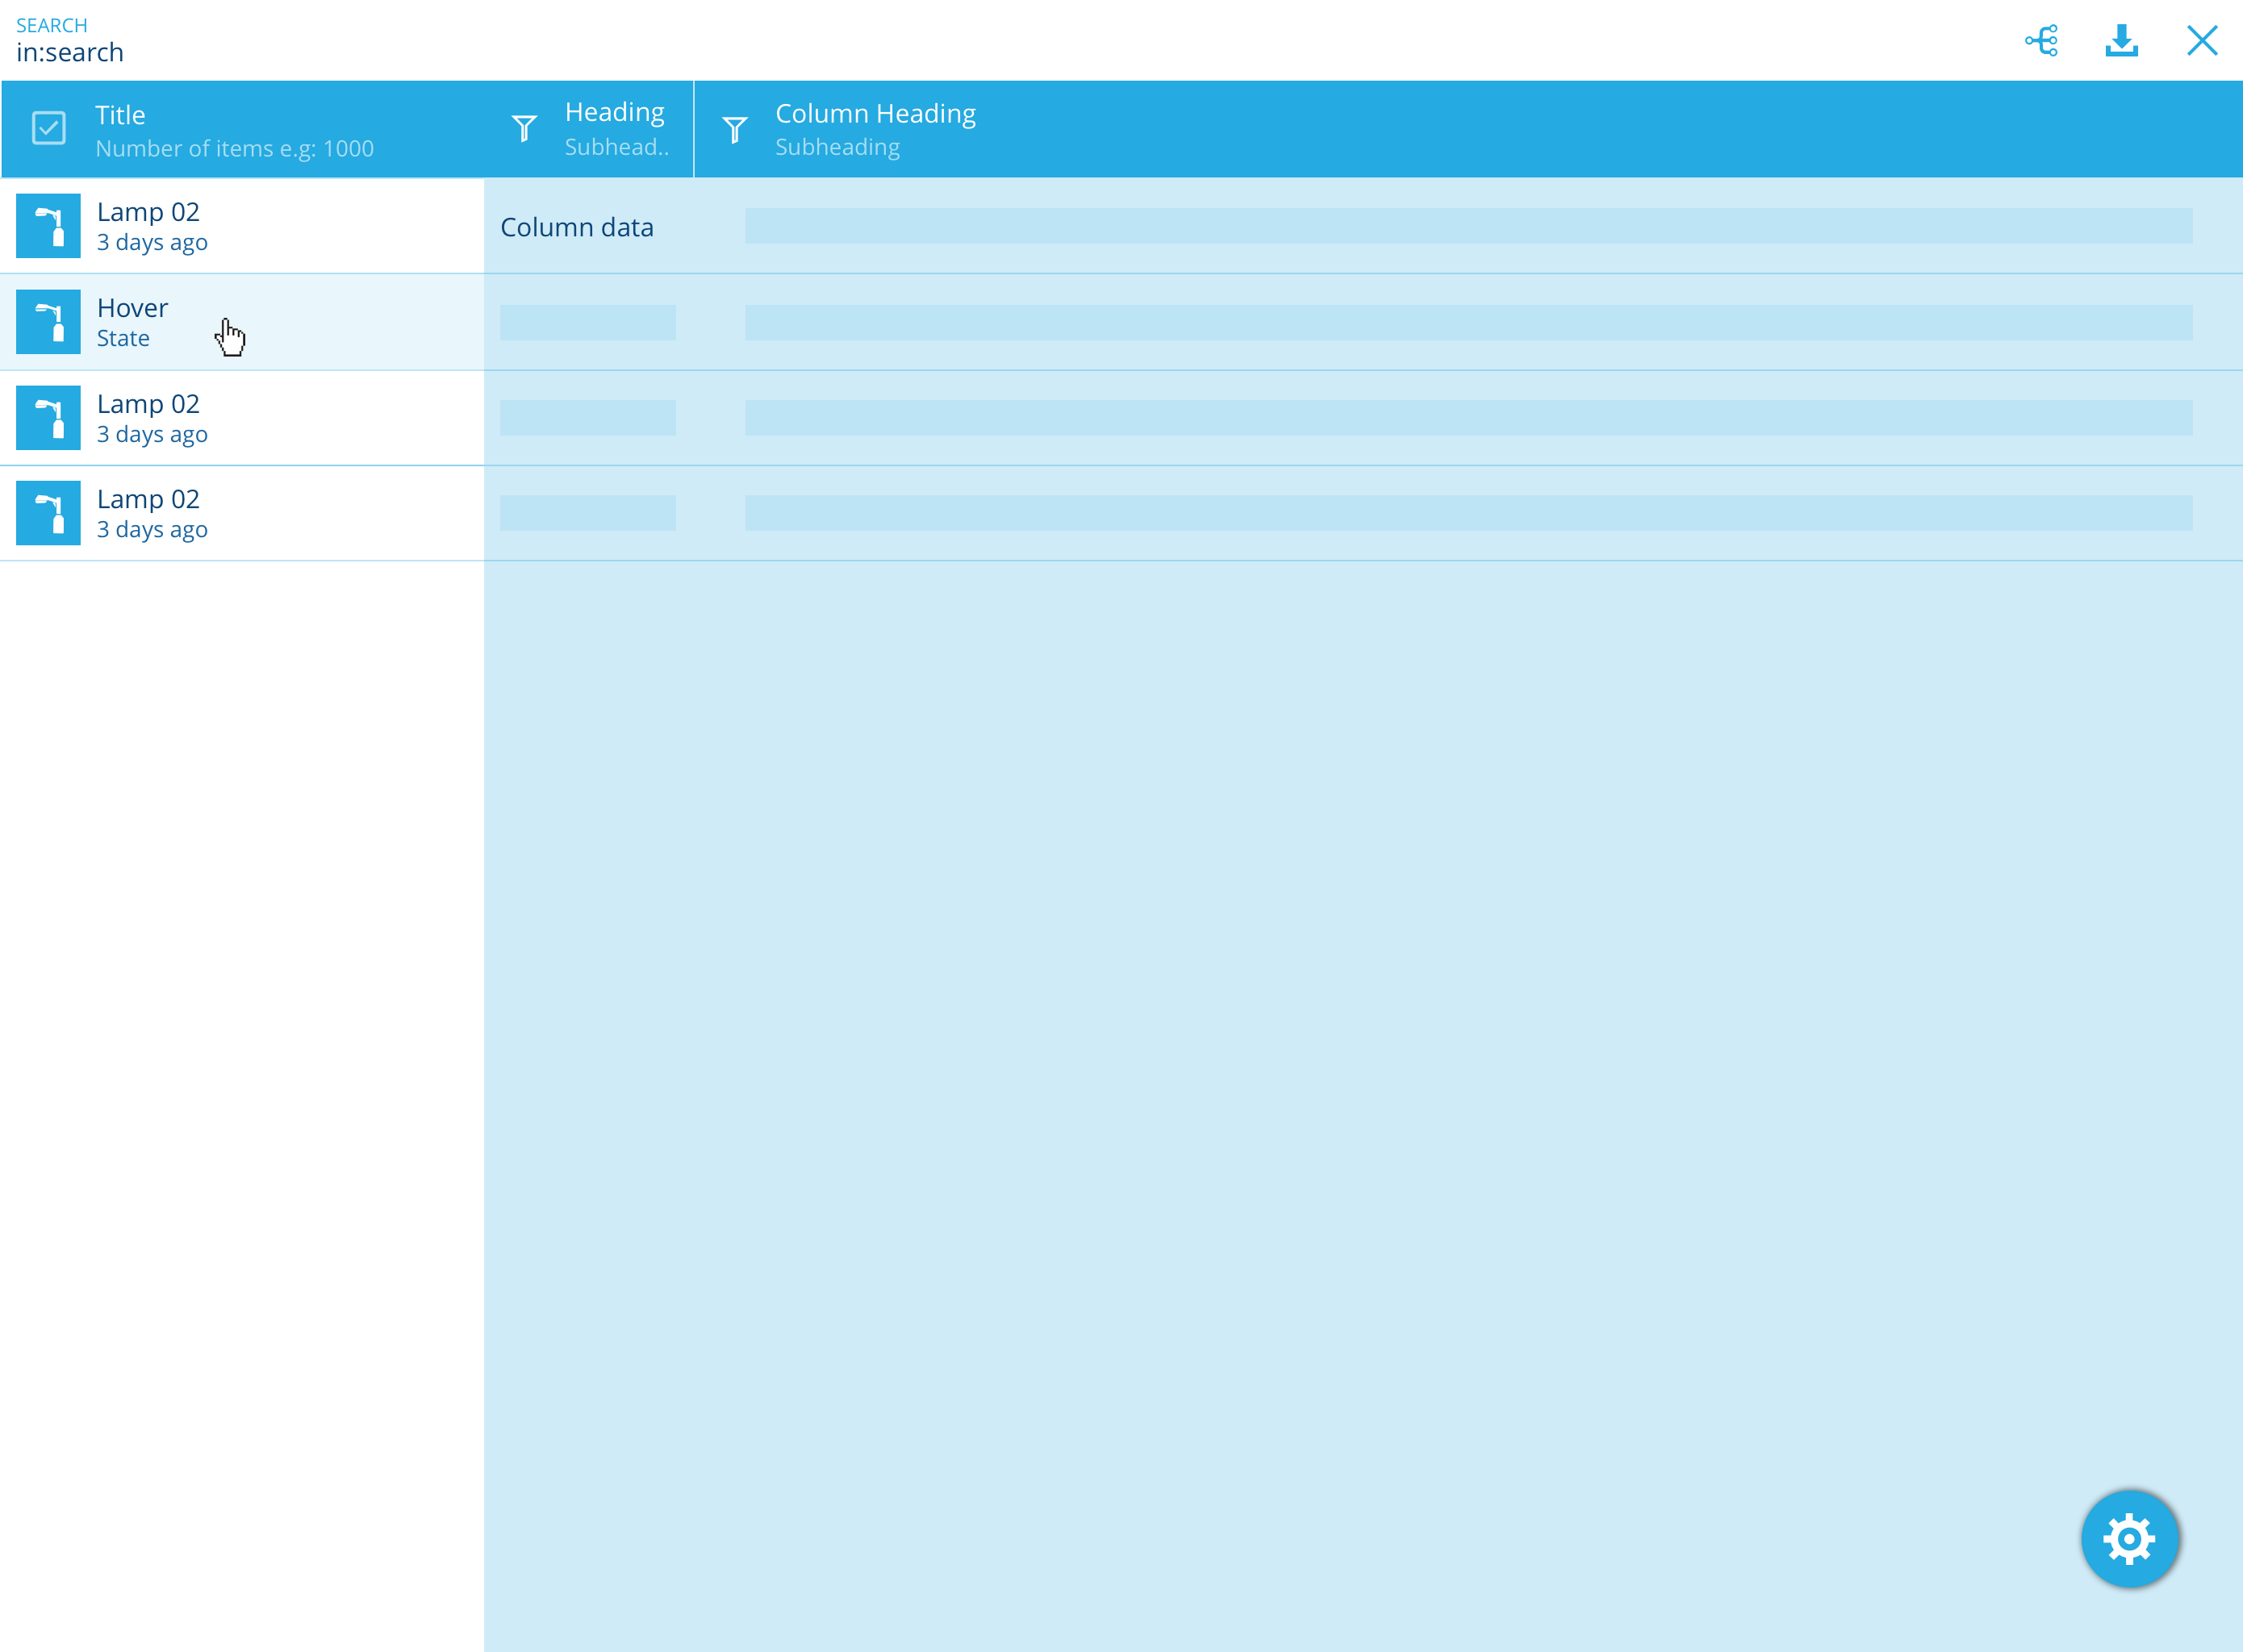 SEARCH
in:search
Title
Number of items e.g: 1000
Heading
Subhead..
Column Heading
Subheading
Lamp 02
3 days ago
Column data
Hover
State
Lamp 02
3 days ago
Lamp 02
3 days ago